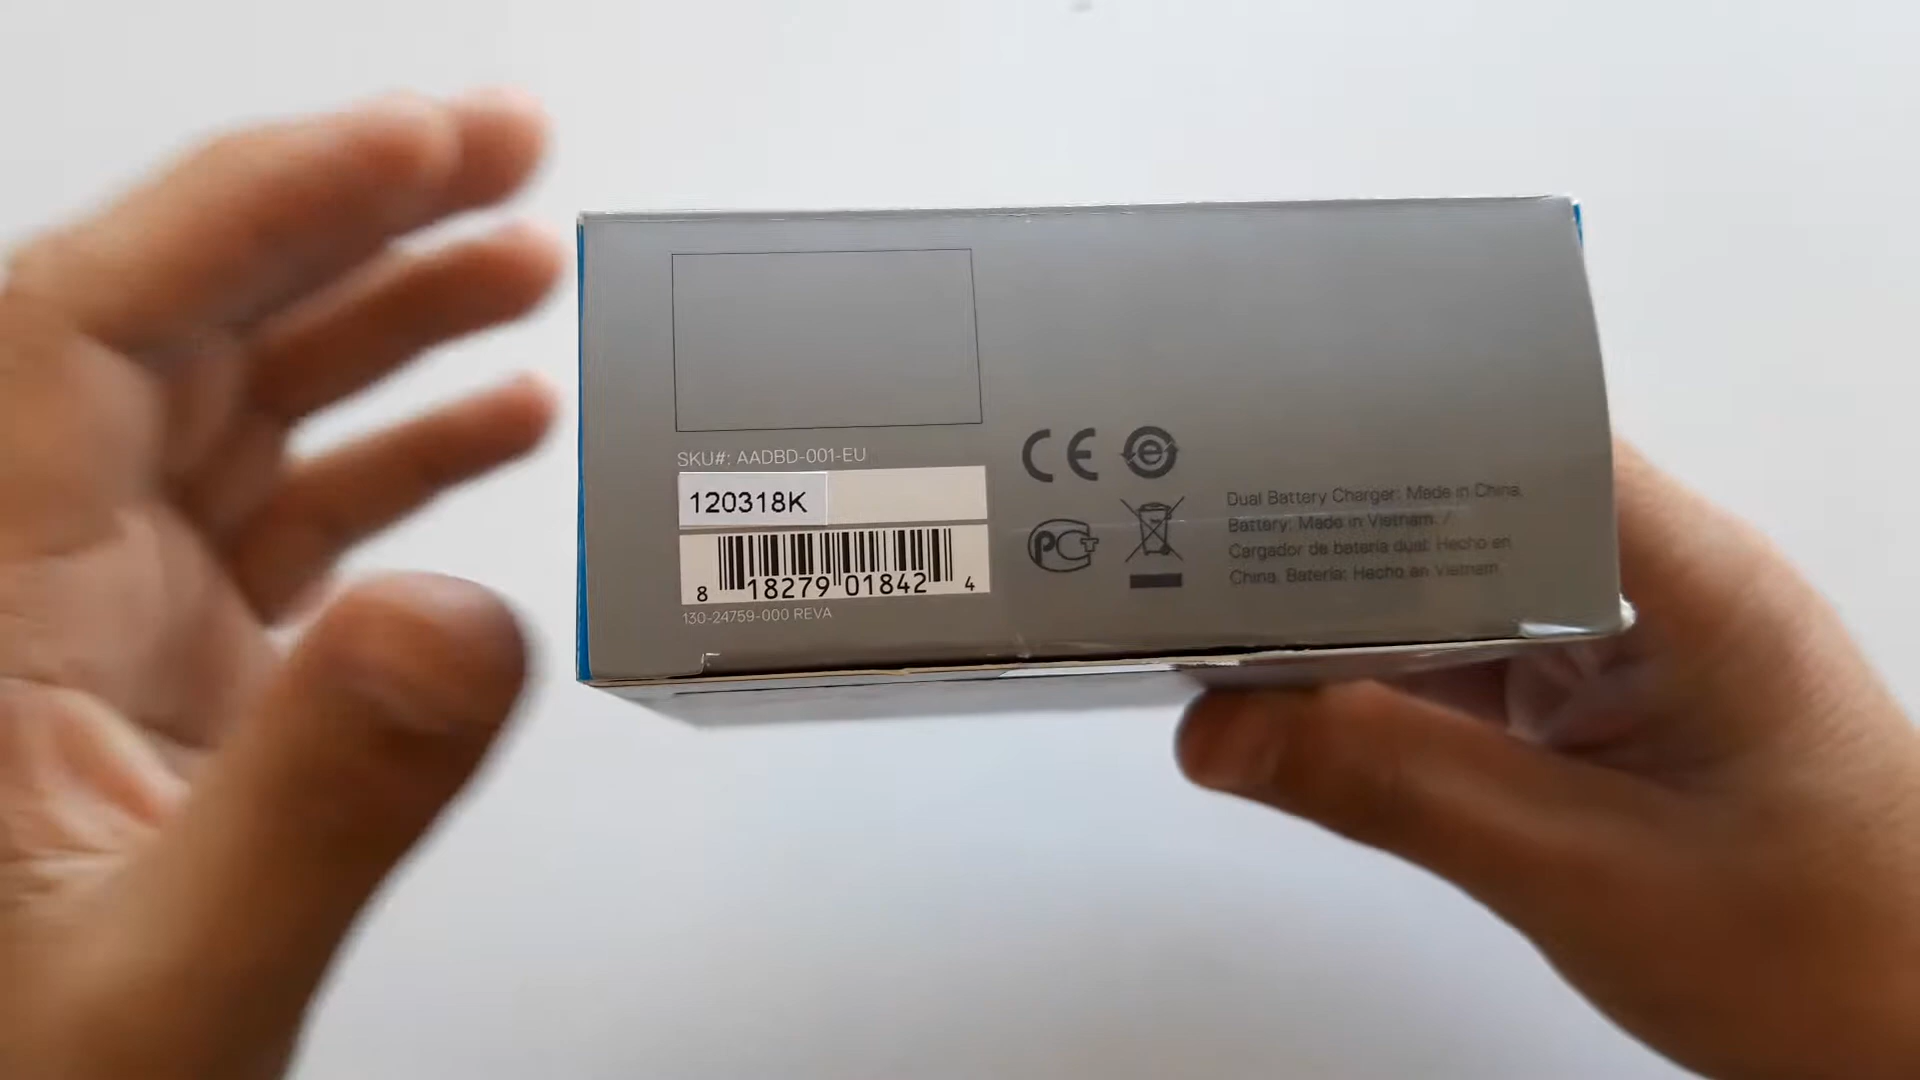 SKU#: AADBD-001-EU
120318K
8 18279 01842 4
130-24759-000 REVA
CE
e
PCT
Dual Battery Charger: Made in China.
Battery: Made in Vietnam. /
Cargador de batería dual: Hecho en
China. Batería: Hecho en Vietnam.